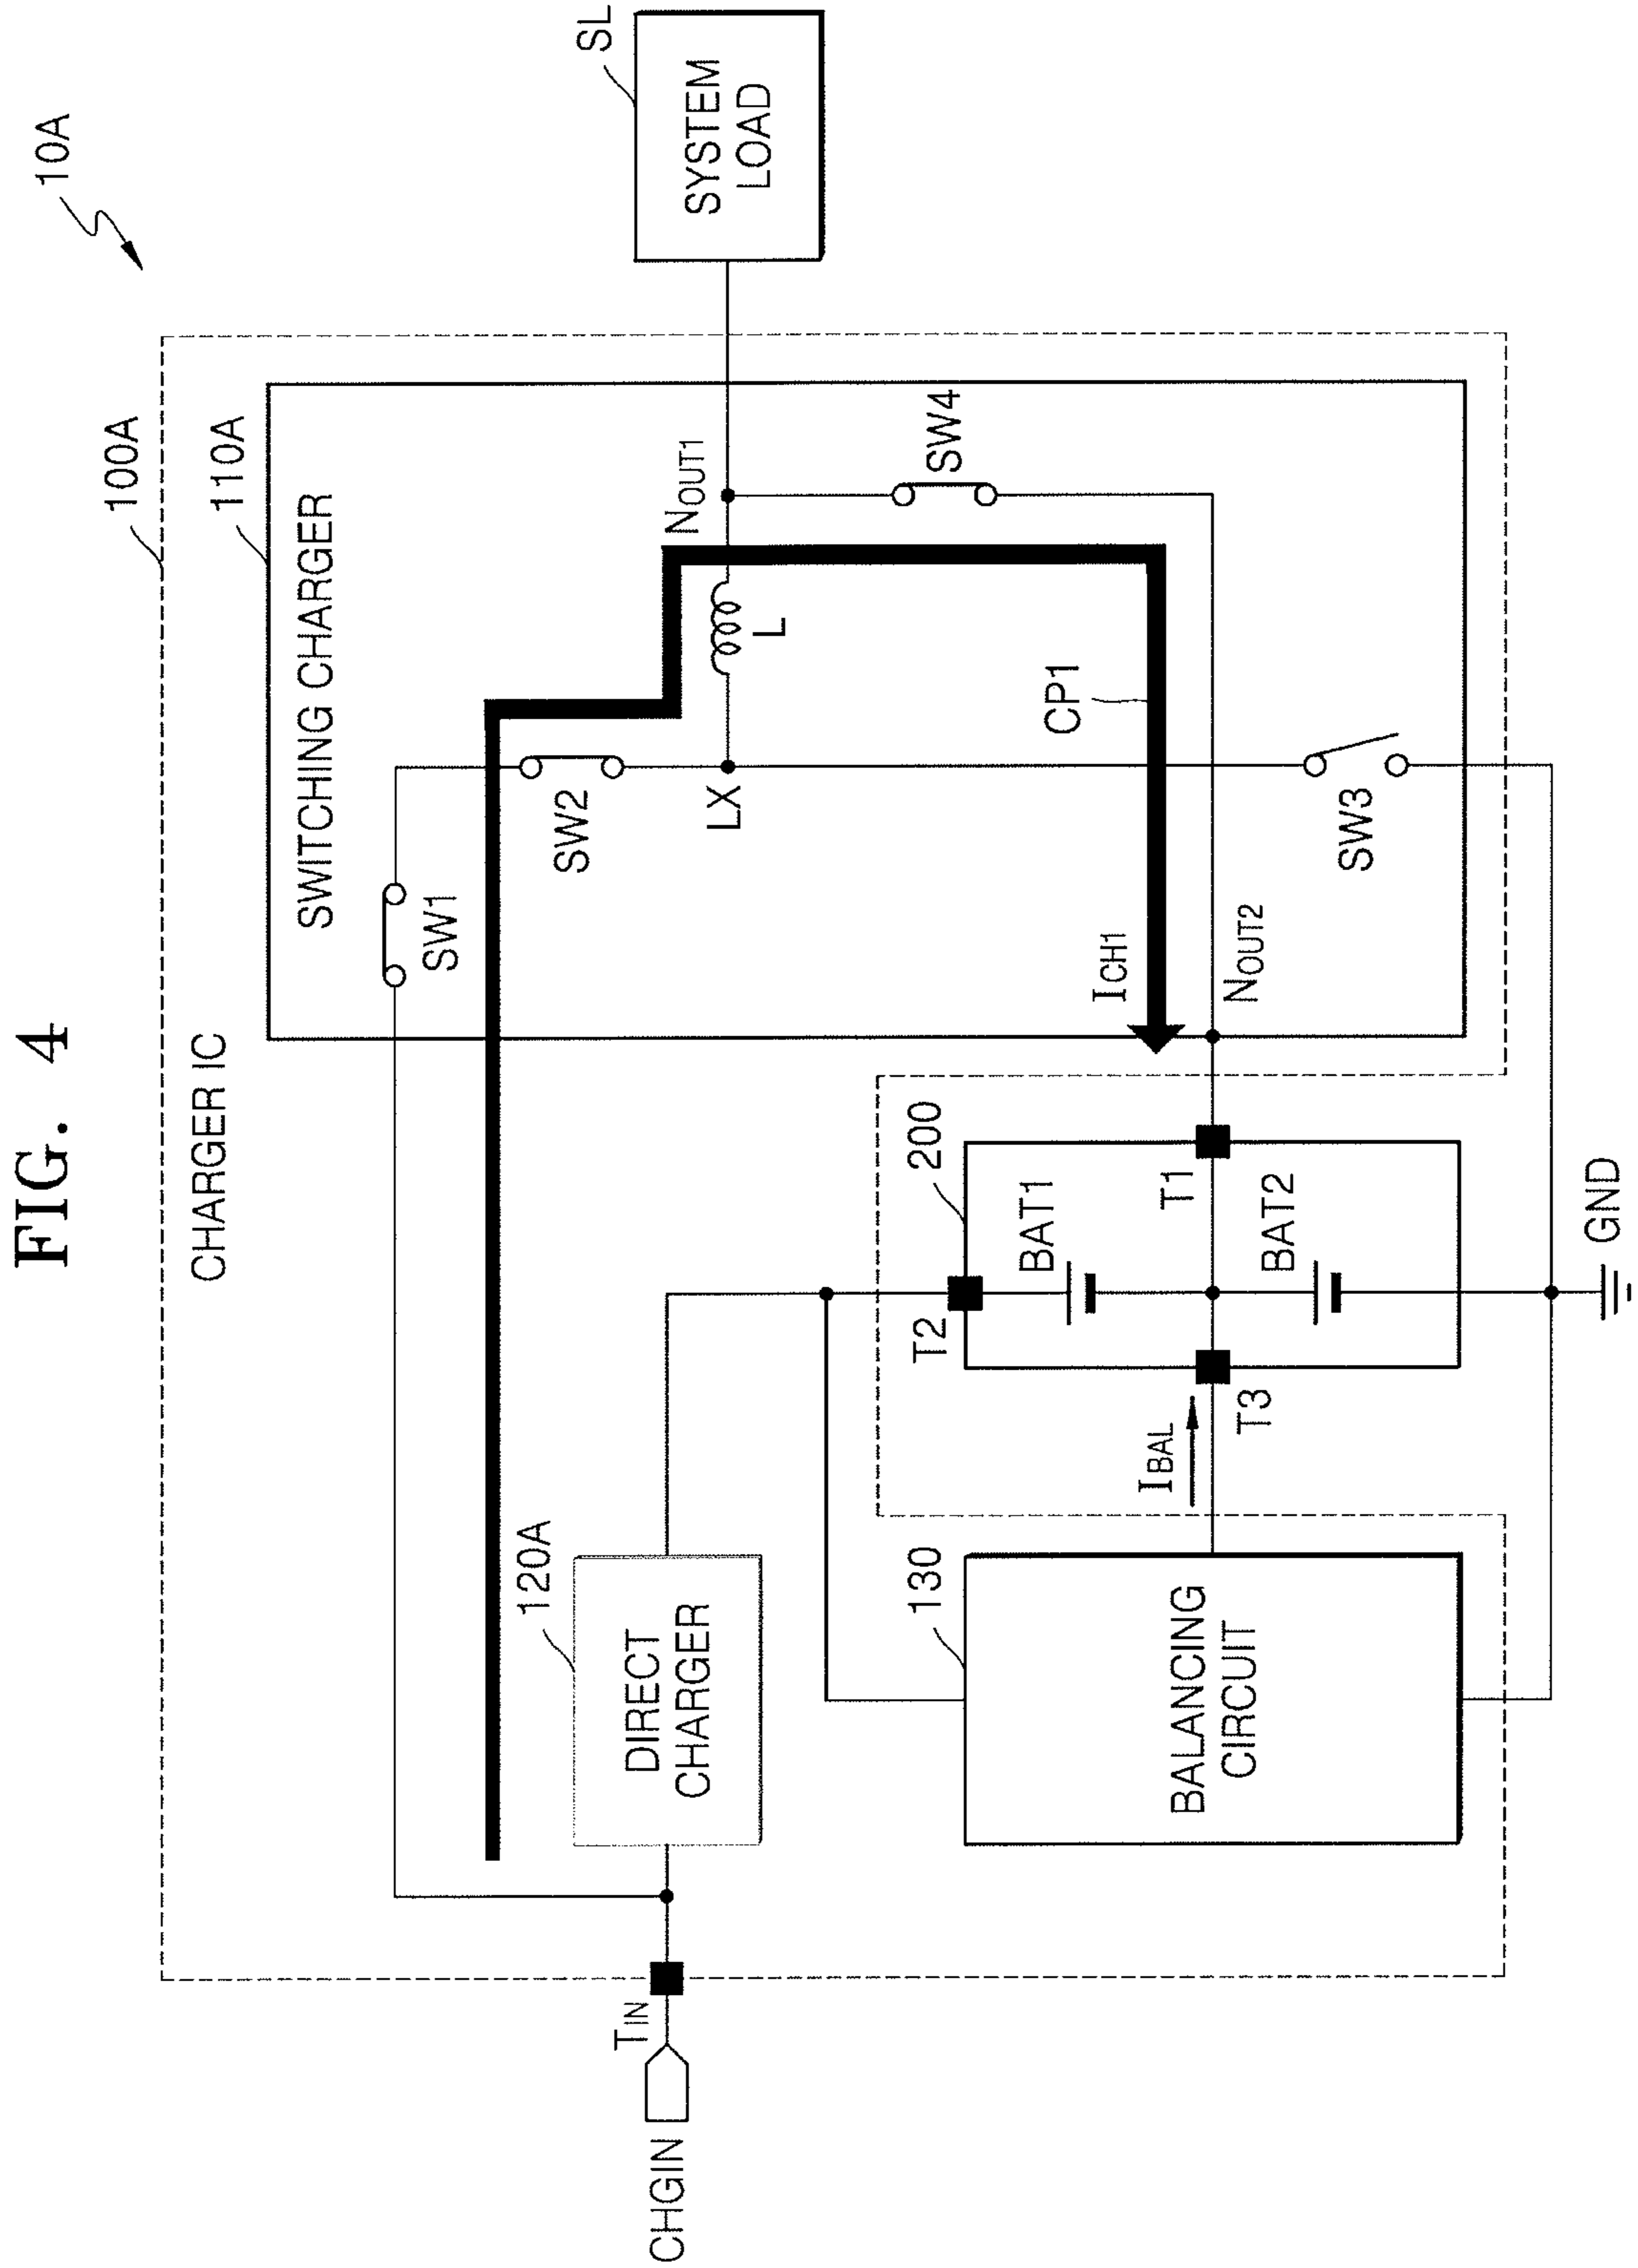 FIG. 4
10A
100A
CHARGER IC
110A
SWITCHING CHARGER
SW1
SW2
LX
L
NOUT1
SW4
SL
SYSTEM
LOAD
CP1
ICH1
NOUT2
SW3
CHGIN
TIN
120A
DIRECT
CHARGER
130
BALANCING
CIRCUIT
IBAL
200
T2
BAT1
T1
T3
BAT2
GND